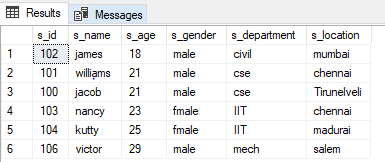 Results Messages
s_id s_name s_age s_gender s_department s_location
1 102 james 18 male civil mumbai
2 101 williams 21 male cse chennai
3 100 jacob 21 male cse Tirunelveli
4 103 nancy 23 fmale IIT chennai
5 104 kutty 25 fmale IIT madurai
6 106 victor 29 male mech salem